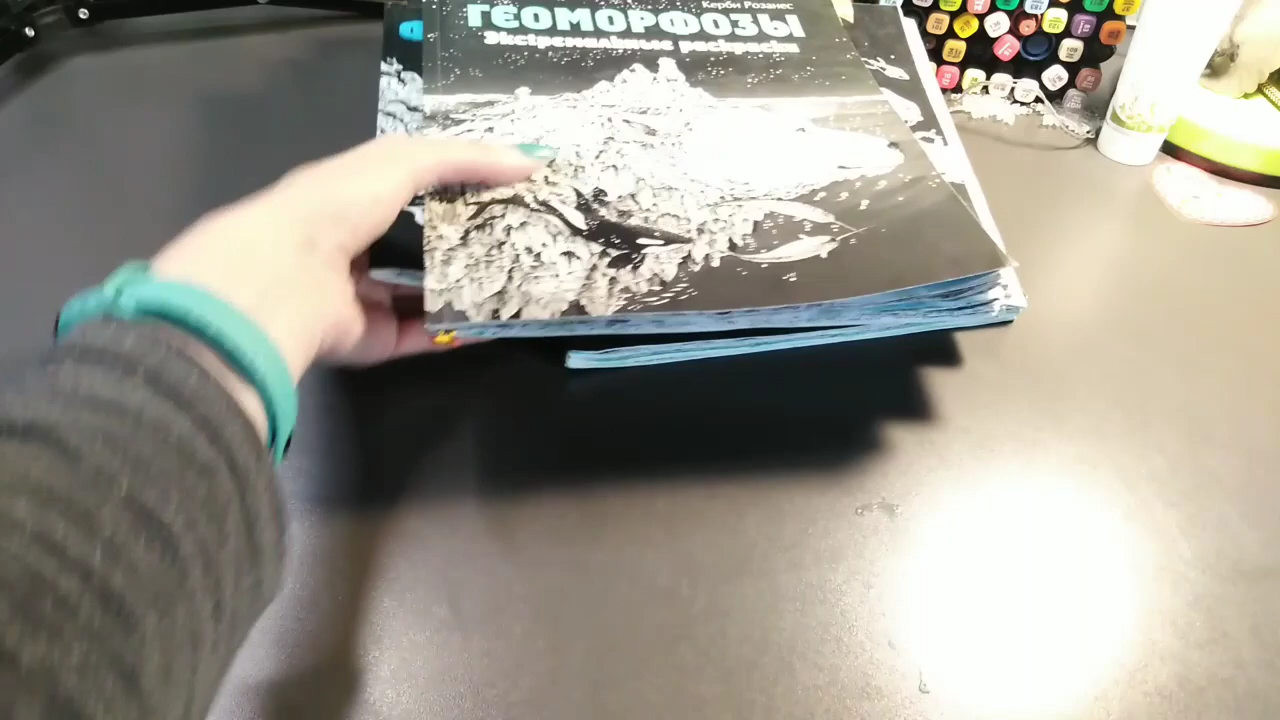 Керби Розанес
ГЕОМОРФОЗЫ
Экстремальные раскраски